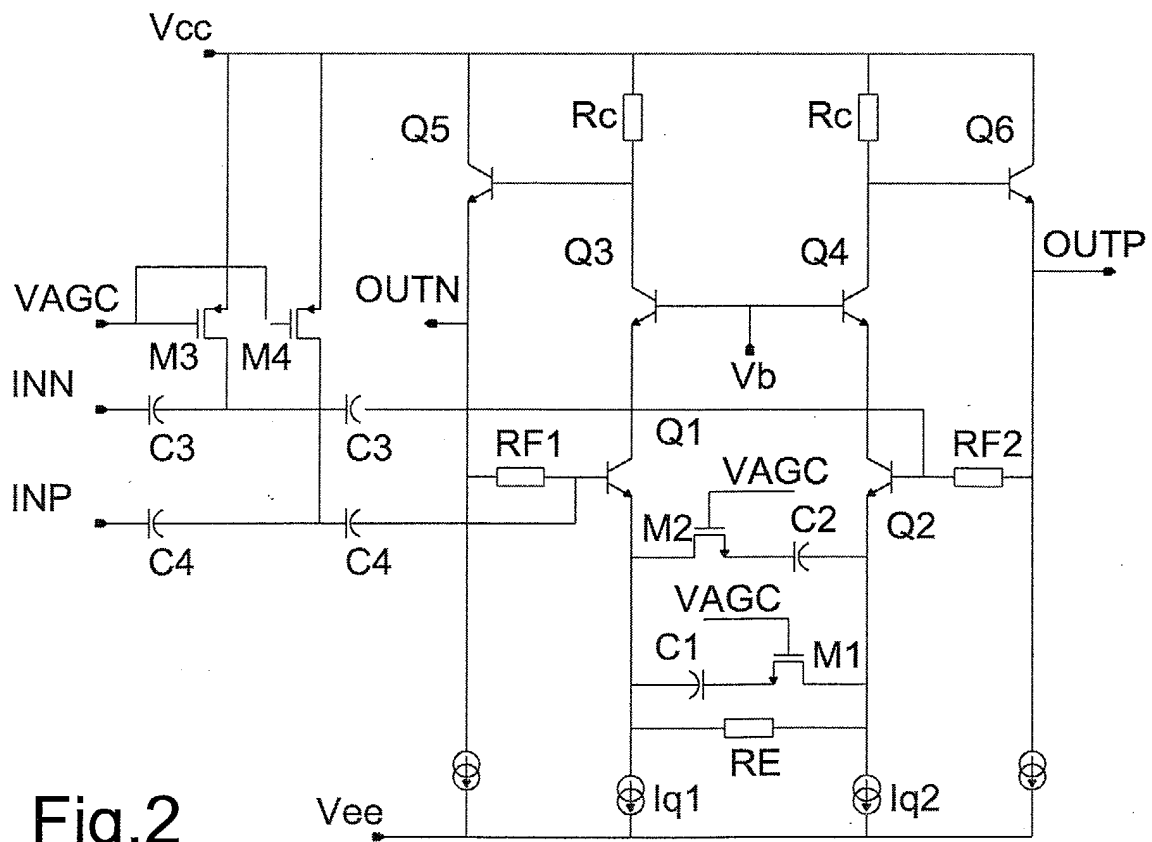 Vcc
Rc
Rc
Q5
Q6
Q3
Q4
OUTP
VAGC
OUTN
M3
M4
Vb
INN
C3
C3
Q1
RF1
RF2
VAGC
INP
M2
C2
Q2
C4
C4
VAGC
C1
M1
RE
Iq1
Iq2
Vee
Fig.2